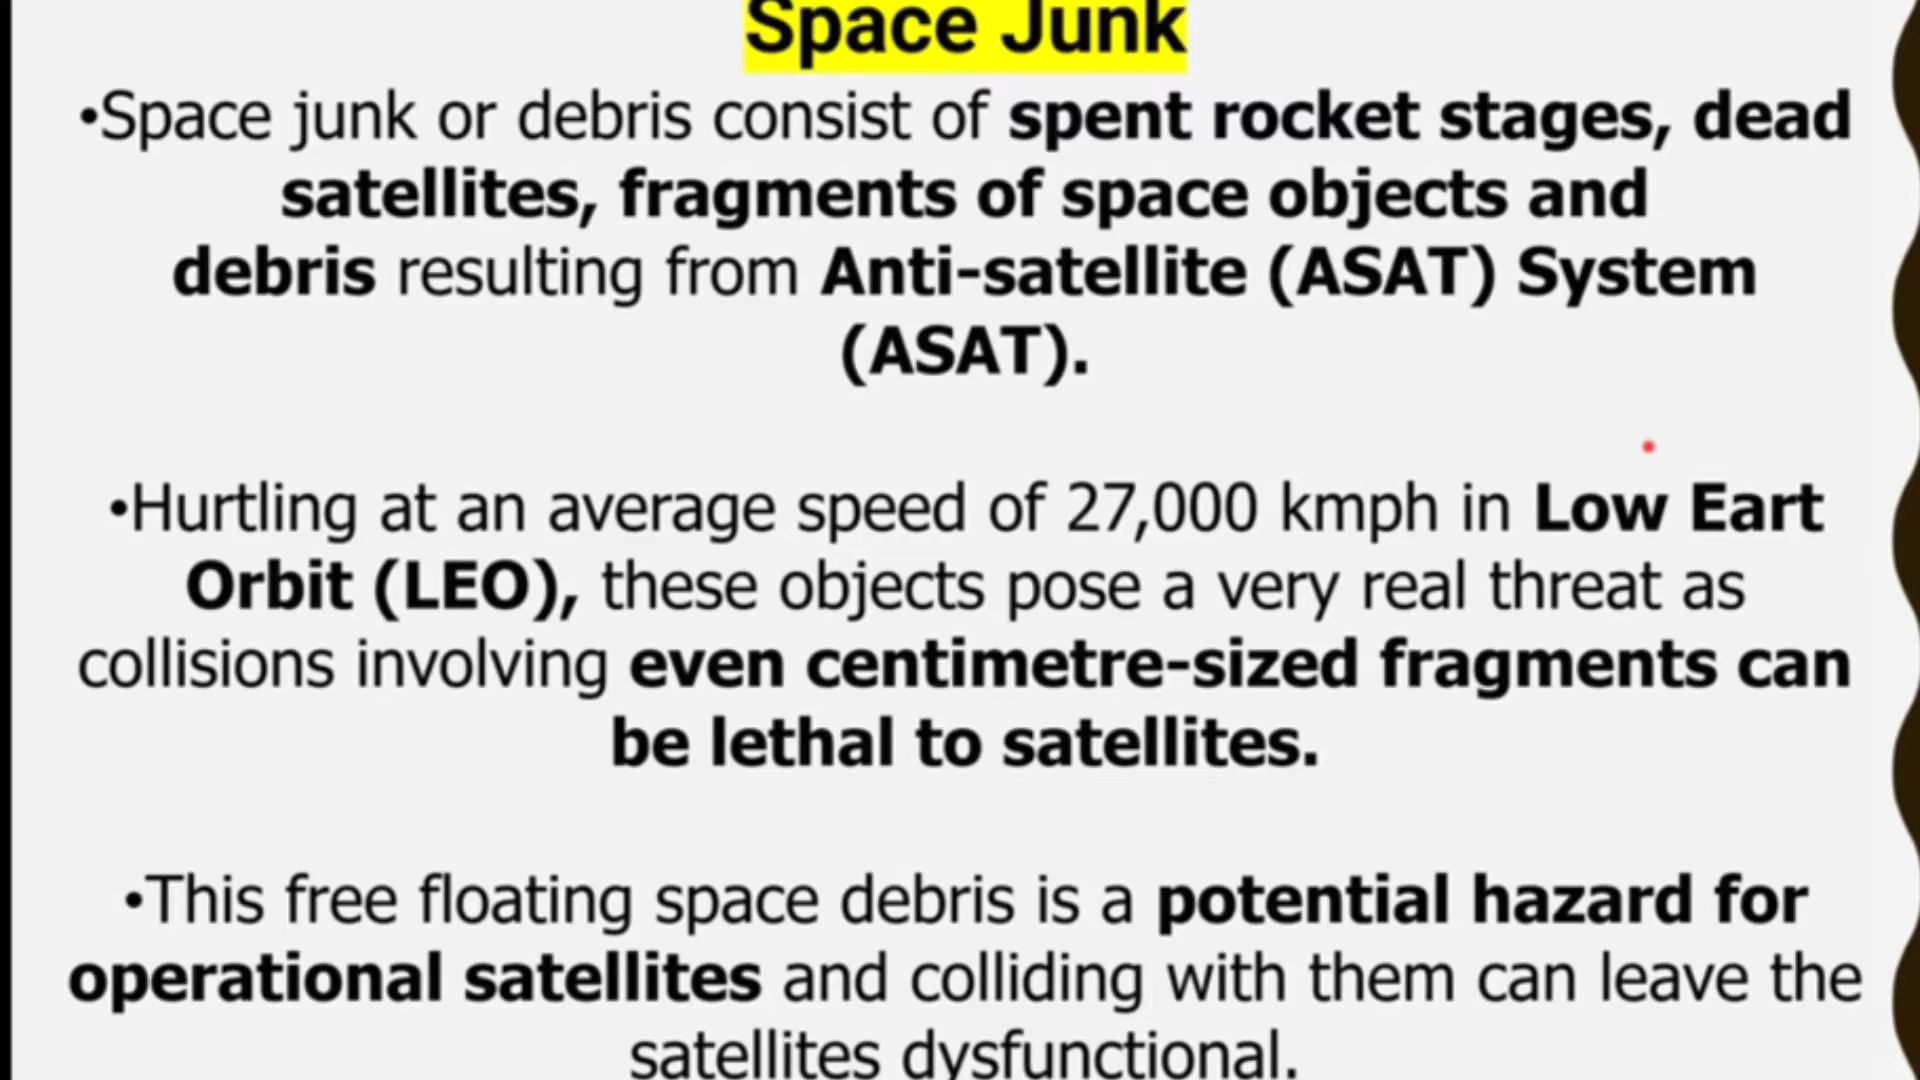 Space Junk
•Space junk or debris consist of spent rocket stages, dead
satellites, fragments of space objects and
debris resulting from Anti-satellite (ASAT) System
(ASAT).
•Hurtling at an average speed of 27,000 kmph in Low Eart
Orbit (LEO), these objects pose a very real threat as
collisions involving even centimetre-sized fragments can
be lethal to satellites.
•This free floating space debris is a potential hazard for
operational satellites and colliding with them can leave the
satellites dysfunctional.